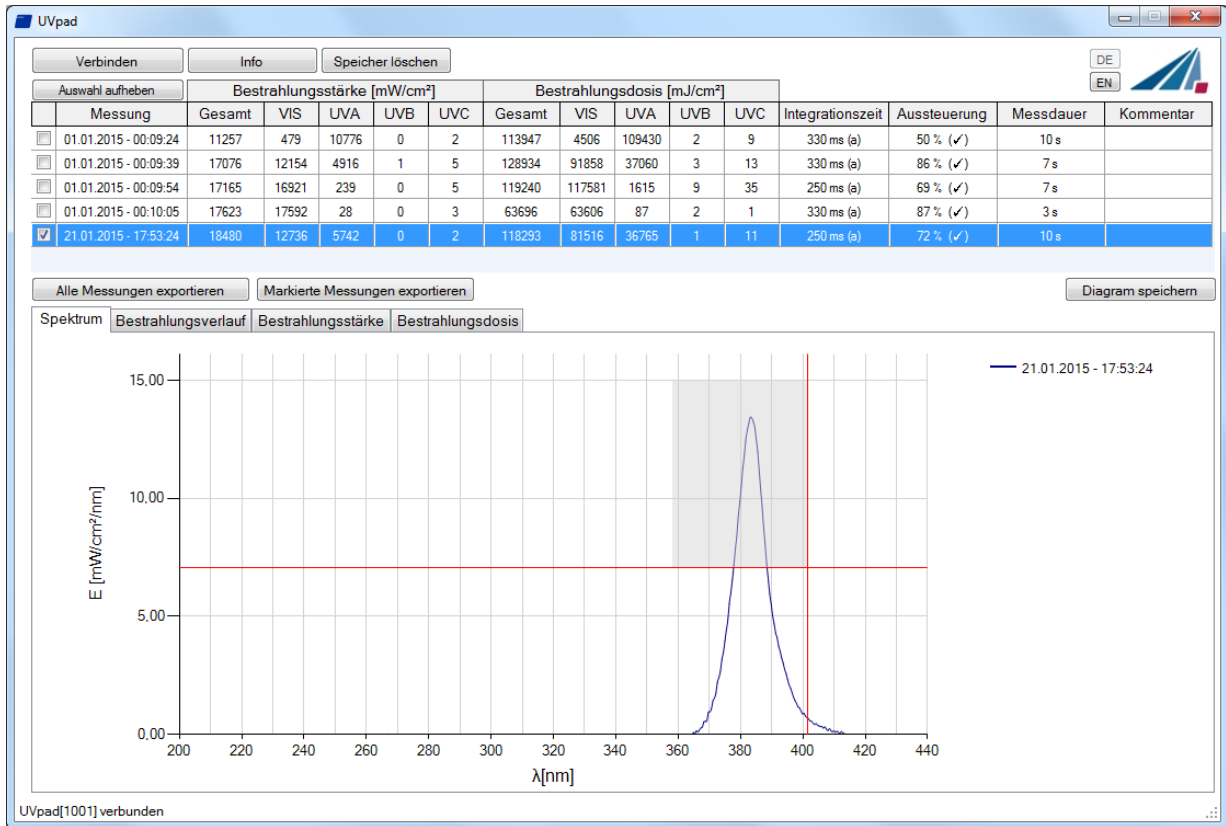 UVpad
Verbinden Info Speicher löschen DE
Auswahl aufheben Bestrahlungsstärke [mW/cm²] Bestrahlungsdosis [mJ/cm²] EN
Messung Gesamt VIS UVA UVB UVC Gesamt VIS UVA UVB UVC Integrationszeit Aussteuerung Messdauer Kommentar
01.01.2015 - 00:09:24 11257 479 10776 0 2 113947 4506 109430 2 9 330 ms (a) 50 % (✓) 10 s
01.01.2015 - 00:09:39 17076 12154 4916 1 5 128934 91858 37060 3 13 330 ms (a) 86 % (✓) 7 s
01.01.2015 - 00:09:54 17165 16921 239 0 5 119240 117581 1615 9 35 250 ms (a) 69 % (✓) 7 s
01.01.2015 - 00:10:05 17623 17592 28 0 3 63696 63606 87 2 1 330 ms (a) 87 % (✓) 3 s
21.01.2015 - 17:53:24 18480 12736 5742 0 2 118293 81516 36765 1 11 250 ms (a) 72 % (✓) 10 s
Alle Messungen exportieren Markierte Messungen exportieren Diagram speichern
Spektrum Bestrahlungsverlauf Bestrahlungsstärke Bestrahlungsdosis
21.01.2015 - 17:53:24
15,00
10,00
E [mW/cm²/nm]
5,00
0,00
200 220 240 260 280 300 320 340 360 380 400 420 440
λ[nm]
UVpad[1001] verbunden